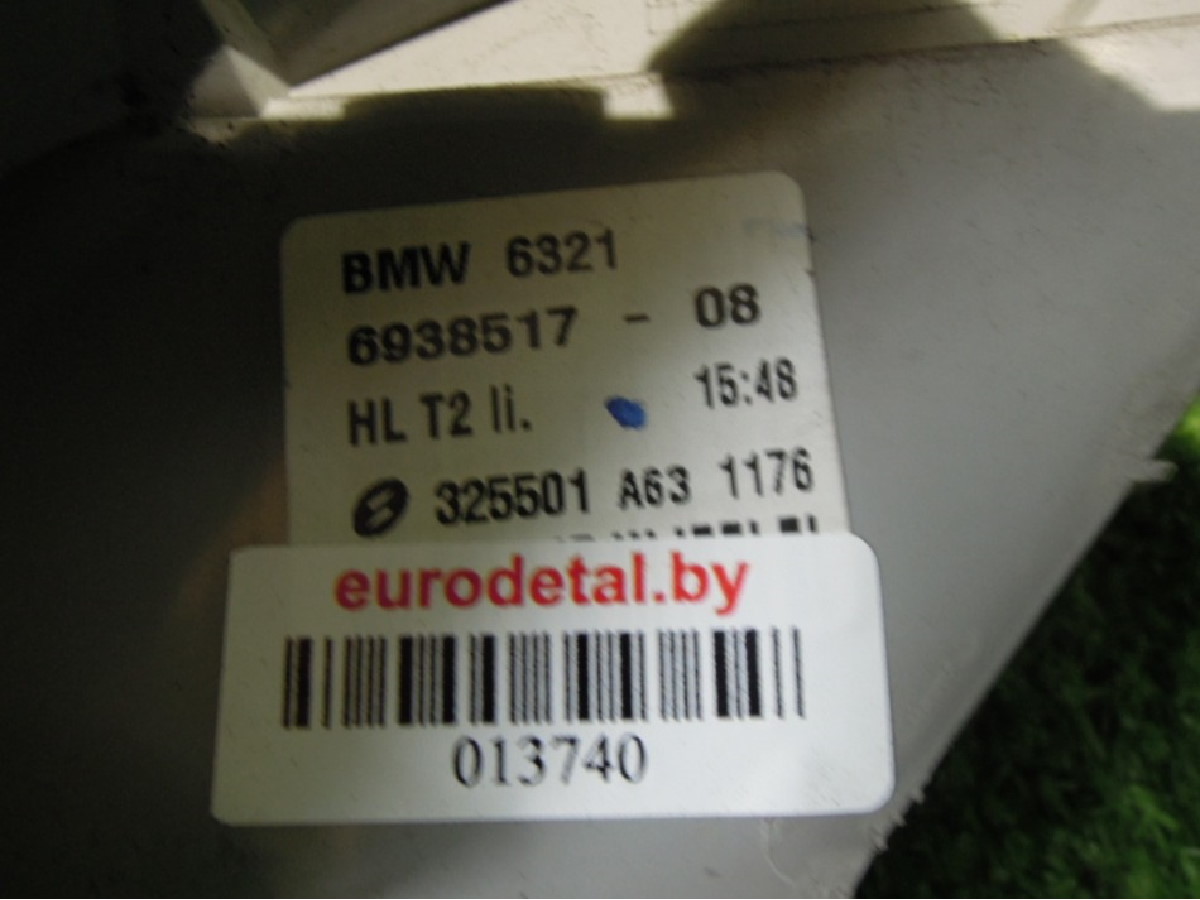 BMW 6321
6938517 - 08
HL T2 li. 15:48
325501 A63 1176
eurodetal.by
013740